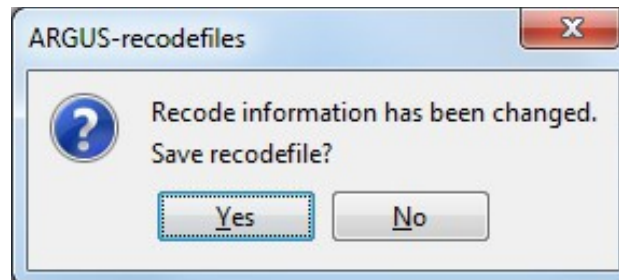 ARGUS-recodefiles
Recode information has been changed.
Save recodefile?
Yes No